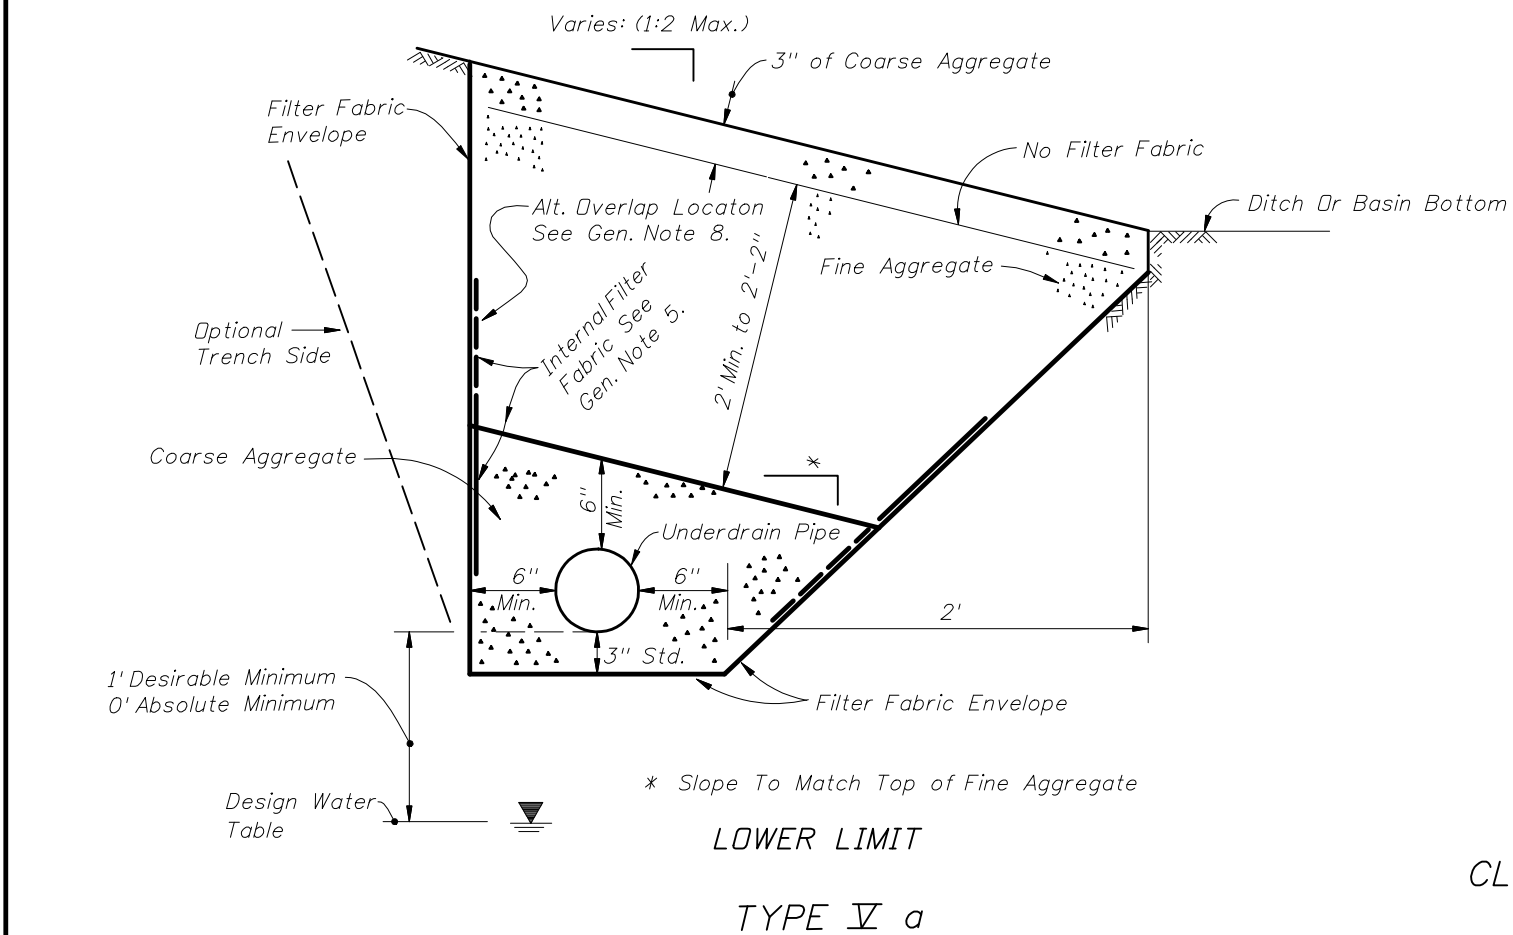 Varies: (1:2 Max.)
3" of Coarse Aggregate
Filter Fabric
Envelope
No Filter Fabric
Alt. Overlap Locaton
See Gen. Note 8.
Ditch Or Basin Bottom
Fine Aggregate
2' Min. to 2'-2"
Internal Filter
Fabric See
Gen. Note 5.
Optional
Trench Side
Coarse Aggregate
*
6"
Min.
Underdrain Pipe
6"
Min.
6"
Min.
2'
3" Std.
1' Desirable Minimum
0' Absolute Minimum
Filter Fabric Envelope
* Slope To Match Top of Fine Aggregate
Design Water
Table
LOWER LIMIT
CL
TYPE V a